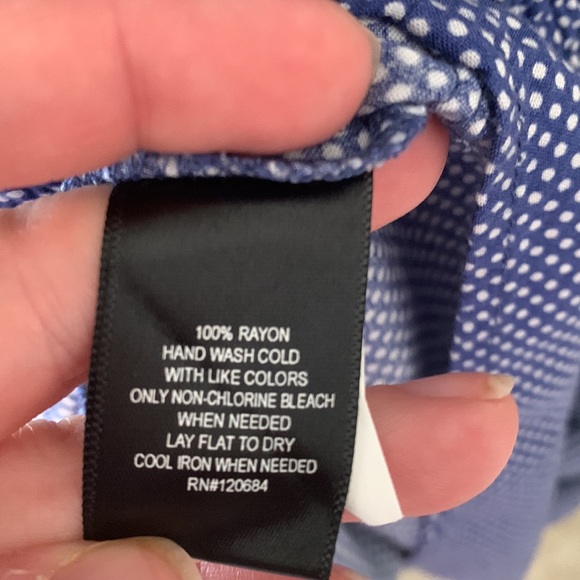 100% RAYON
HAND WASH COLD
WITH LIKE COLORS
ONLY NON-CHLORINE BLEACH
WHEN NEEDED
LAY FLAT TO DRY
COOL IRON WHEN NEEDED
RN#120684